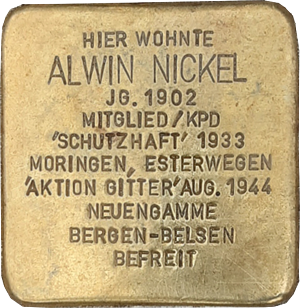 HIER WOHNTE
ALWIN NICKEL
JG. 1902
MITGLIED/KPD
'SCHUTZHAFT' 1933
MORINGEN, ESTERWEGEN
'AKTION GITTER' AUG. 1944
NEUENGAMME
BERGEN-BELSEN
BEFREIT